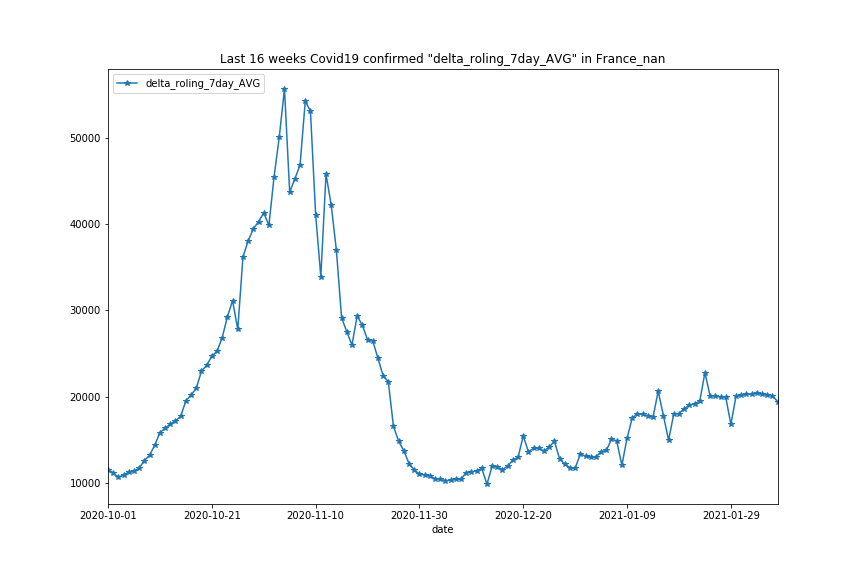 Last 16 weeks Covid19 confirmed "delta_roling_7day_AVG" in France_nan
delta_roling_7day_AVG
50000
40000
30000
20000
10000
2020-10-01 2020-10-21 2020-11-10 2020-11-30 2020-12-20 2021-01-09 2021-01-29
date